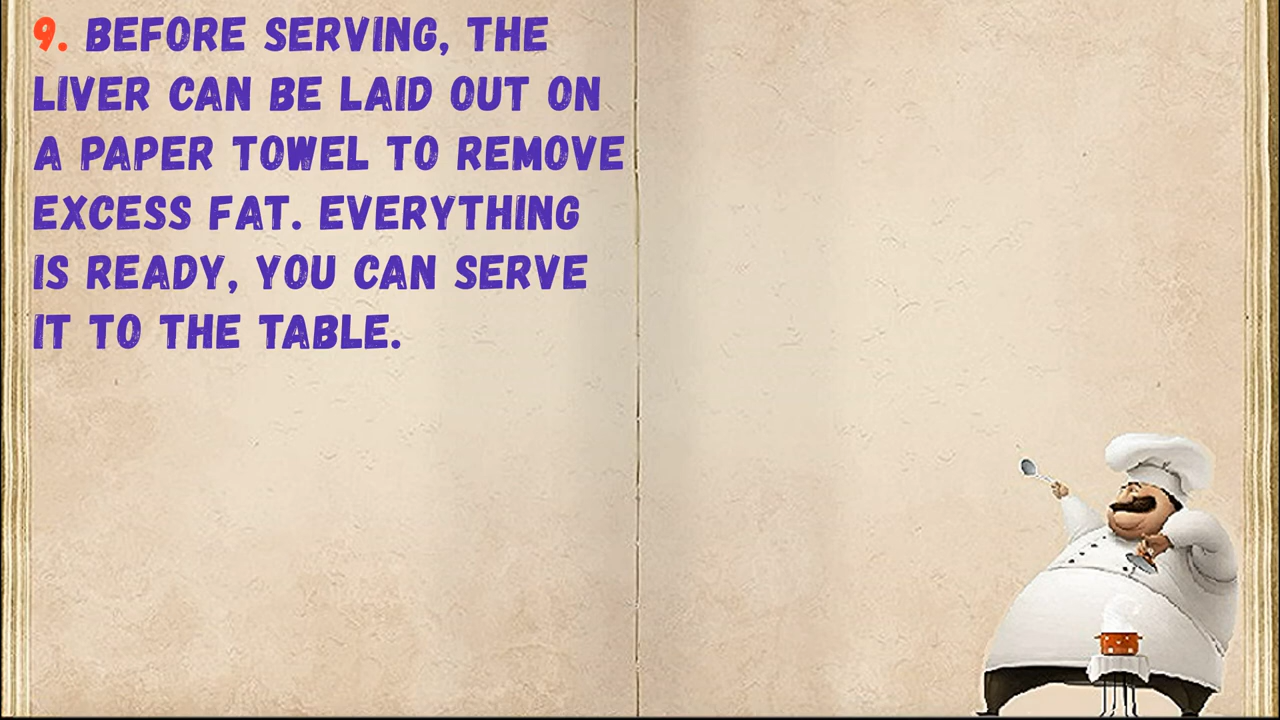 9. BEFORE SERVING, THE
LIVER CAN BE LAID OUT ON
A PAPER TOWEL TO REMOVE
EXCESS FAT. EVERYTHING
IS READY, YOU CAN SERVE
IT TO THE TABLE.